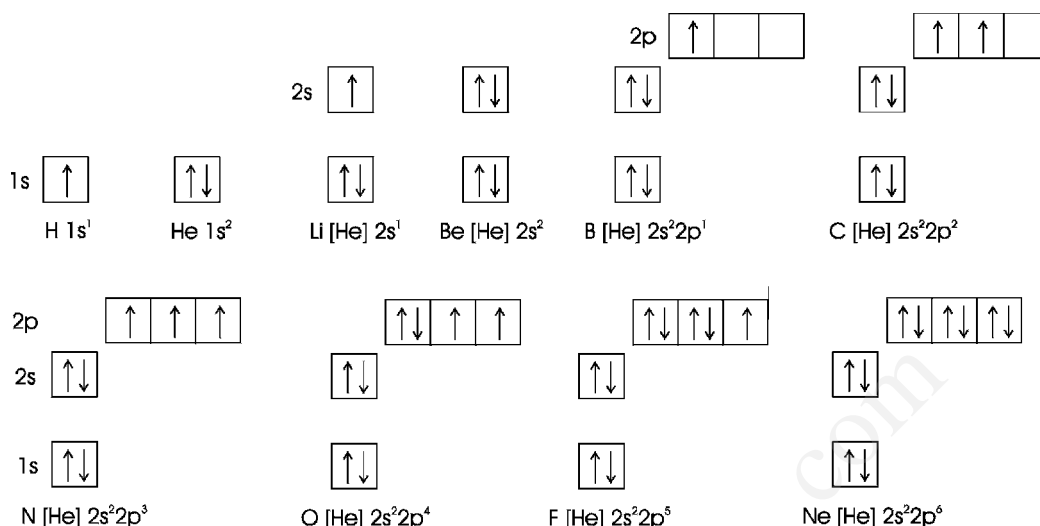 2p
2s
1s
H 1s¹ He 1s² Li [He] 2s¹ Be [He] 2s² B [He] 2s²2p¹ C [He] 2s²2p²
2p
2s
1s
N [He] 2s²2p³ O [He] 2s²2p⁴ F [He] 2s²2p⁵ Ne [He] 2s²2p⁶
com